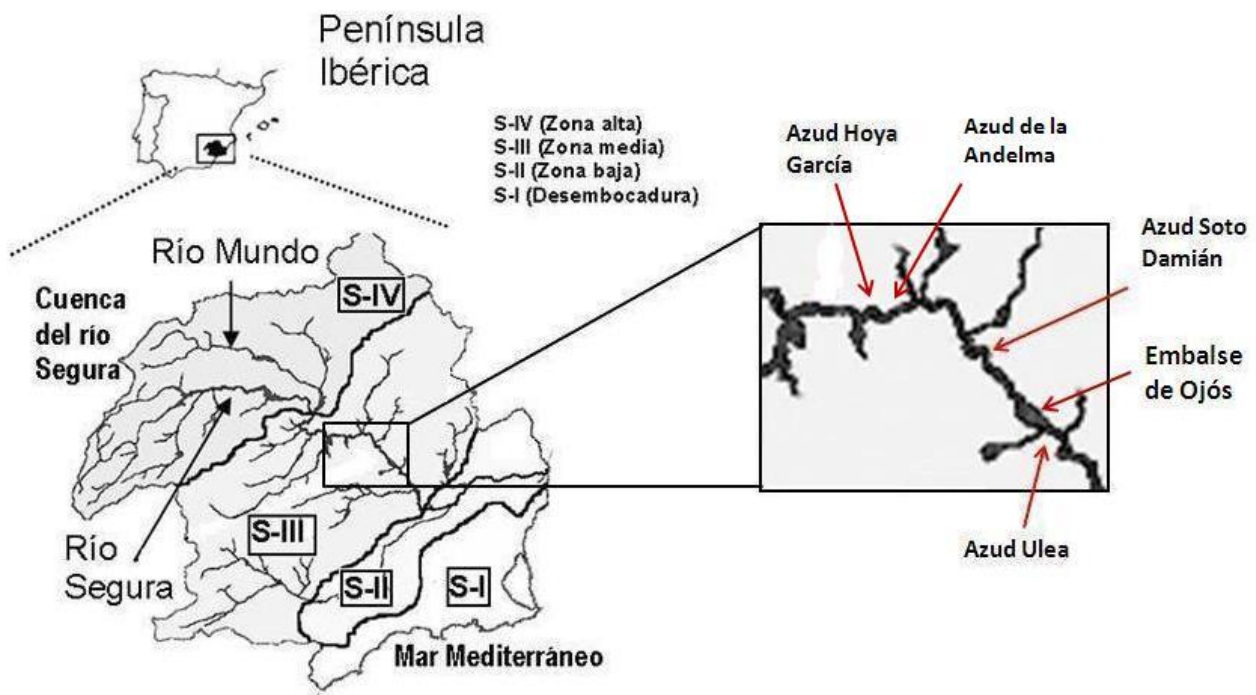 Península
Ibérica
S-IV (Zona alta)
S-III (Zona media)
S-II (Zona baja)
S-I (Desembocadura)
Azud Hoya
García
Azud de la
Andelma
Azud Soto
Damián
Embalse
de Ojós
Azud Ulea
Río Mundo
Cuenca
del río
Segura
S-IV
Río
Segura
S-III
S-II
S-I
Mar Mediterráneo